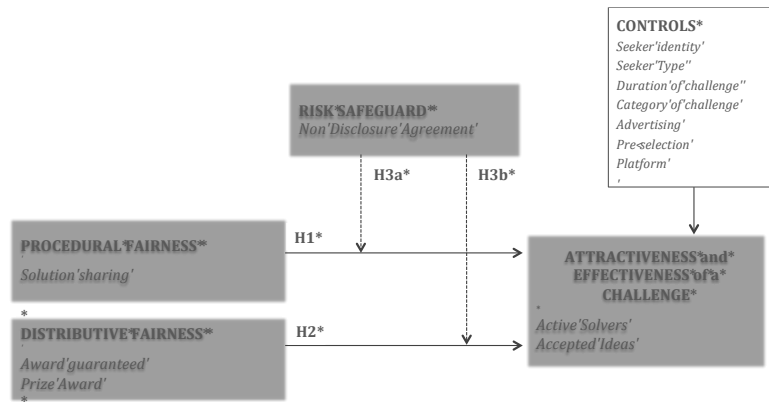 CONTROLS*
Seeker'identity'
Seeker'Type''
Duration'of'challenge''
Category'of'challenge'
Advertising'
Pre<selection'
Platform'
'
RISK*SAFEGUARD**
Non'Disclosure'Agreement'
H3a*
H3b*
PROCEDURAL*FAIRNESS**
'
Solution'sharing'
*
H1*
DISTRIBUTIVE*FAIRNESS**
'
Award'guaranteed'
Prize'Award'
*
H2*
ATTRACTIVENESS*and*
EFFECTIVENESS*of*a*
CHALLENGE*
*
Active'Solvers'
Accepted'Ideas'